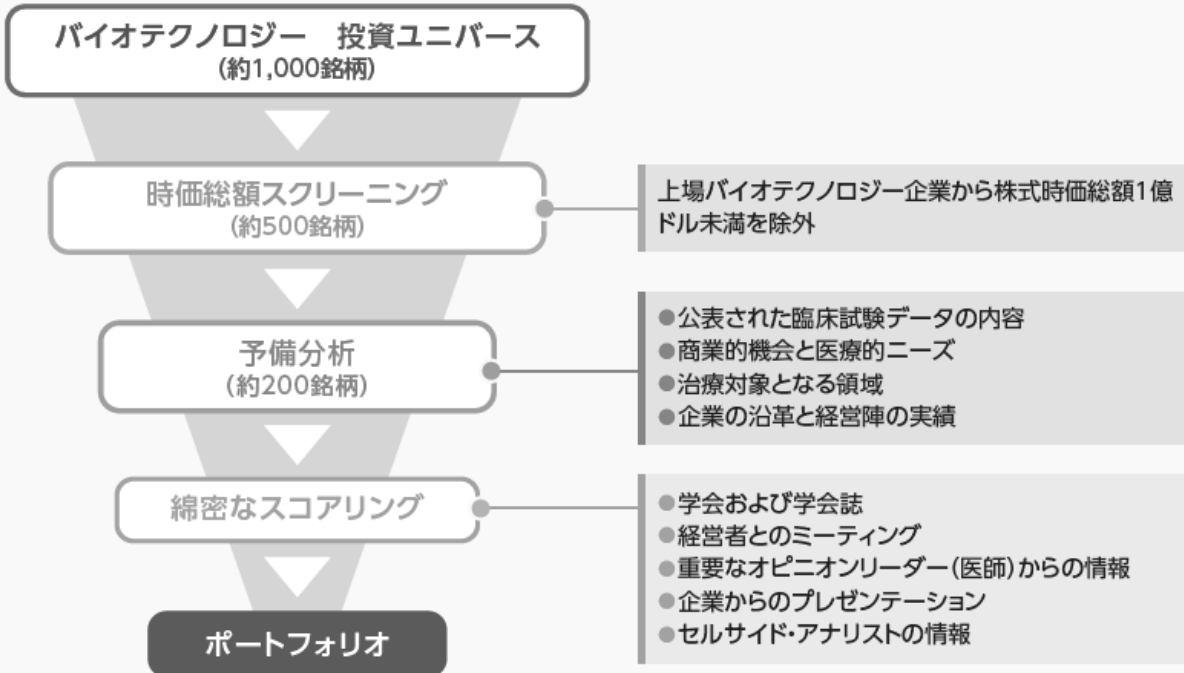 バイオテクノロジー　投資ユニバース
(約1,000銘柄)
時価総額スクリーニング
(約500銘柄)
上場バイオテクノロジー企業から株式時価総額1億
ドル未満を除外
予備分析
(約200銘柄)
●公表された臨床試験データの内容
●商業的機会と医療的ニーズ
●治療対象となる領域
●企業の沿革と経営陣の実績
綿密なスコアリング
●学会および学会誌
●経営者とのミーティング
●重要なオピニオンリーダー(医師)からの情報
●企業からのプレゼンテーション
●セルサイド・アナリストの情報
ポートフォリオ